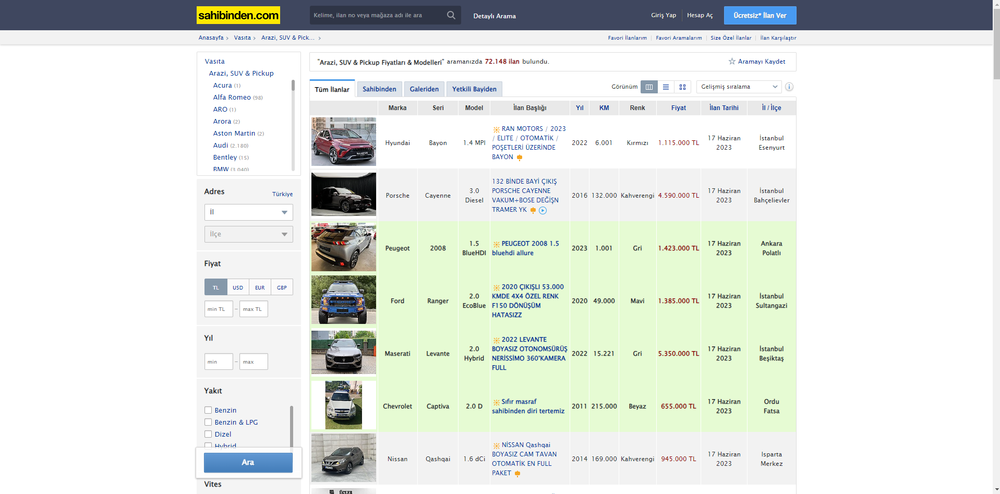 sahibinden.com
Kelime, ilan no veya mağaza adı ile ara
Detaylı Arama
Giriş Yap
Hesap Aç
Ücretsiz* İlan Ver
Anasayfa
Vasıta
Arazi, SUV & Pick...
Favori İlanlarım
Favori Aramalarım
Size Özel İlanlar
İlan Karşılaştır
Vasıta
Arazi, SUV & Pickup
Acura (1)
Alfa Romeo (98)
ARO (1)
Arora (2)
Aston Martin (2)
Audi (2.180)
Bentley (15)
BMW (3.040)
Adres
Türkiye
İl
İlçe
Fiyat
TL USD EUR GBP
min TL – max TL
Yıl
min – max
Yakıt
Benzin
Benzin & LPG
Dizel
Hybrid
Ara
Vites
"Arazi, SUV & Pickup Fiyatları & Modelleri" aramanızda 72.148 ilan bulundu.
Aramayı Kaydet
Tüm İlanlar
Sahibinden
Galeriden
Yetkili Bayiden
Görünüm
Gelişmiş sıralama
Marka Seri Model İlan Başlığı Yıl KM Renk Fiyat İlan Tarihi İl / İlçe
Hyundai
Bayon
1.4 MPI
RAN MOTORS / 2023
/ ELITE / OTOMATİK /
POŞETLERİ ÜZERİNDE
BAYON
2022
6.001
Kırmızı
1.115.000 TL
17 Haziran
2023
İstanbul
Esenyurt
Porsche
Cayenne
3.0
Diesel
132 BİNDE BAYİ ÇIKIŞ
PORSCHE CAYENNE
VAKUM+BOSE DEĞİŞN
TRAMER YK
2016
132.000
Kahverengi
4.590.000 TL
17 Haziran
2023
İstanbul
Bahçelievler
Peugeot
2008
1.5
BlueHDI
PEUGEOT 2008 1.5
bluehdi allure
2023
1.001
Gri
1.423.000 TL
17 Haziran
2023
Ankara
Polatlı
Ford
Ranger
2.0
EcoBlue
2020 ÇIKIŞLI 53.000
KMDE 4X4 ÖZEL RENK
F150 DÖNÜŞÜM
HATASIZZ
2020
49.000
Mavi
1.385.000 TL
17 Haziran
2023
İstanbul
Sultangazi
Maserati
Levante
2.0
Hybrid
2022 LEVANTE
BOYASIZ OTONOMSÜRÜŞ
NERİSSİMO 360°KAMERA
FULL
2022
15.221
Gri
5.350.000 TL
17 Haziran
2023
İstanbul
Beşiktaş
Chevrolet
Captiva
2.0 D
Sıfır masraf
sahibinden diri tertemiz
2011
215.000
Beyaz
655.000 TL
17 Haziran
2023
Ordu
Fatsa
Nissan
Qashqai
1.6 dCi
NİSSAN Qashqai
BOYASIZ CAM TAVAN
OTOMATİK EN FULL
PAKET
2014
169.000
Kahverengi
945.000 TL
17 Haziran
2023
Isparta
Merkez
ÜÇLER